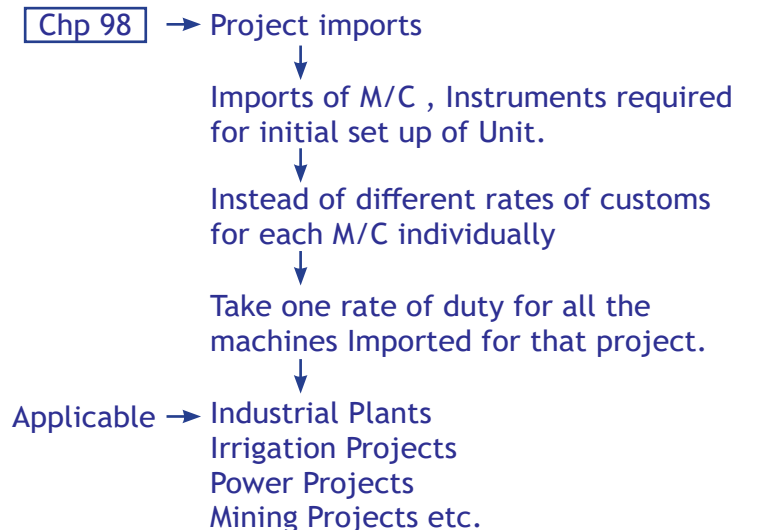 Chp 98 → Project imports
Imports of M/C , Instruments required
for initial set up of Unit.
Instead of different rates of customs
for each M/C individually
Take one rate of duty for all the
machines Imported for that project.
Applicable → Industrial Plants
Irrigation Projects
Power Projects
Mining Projects etc.